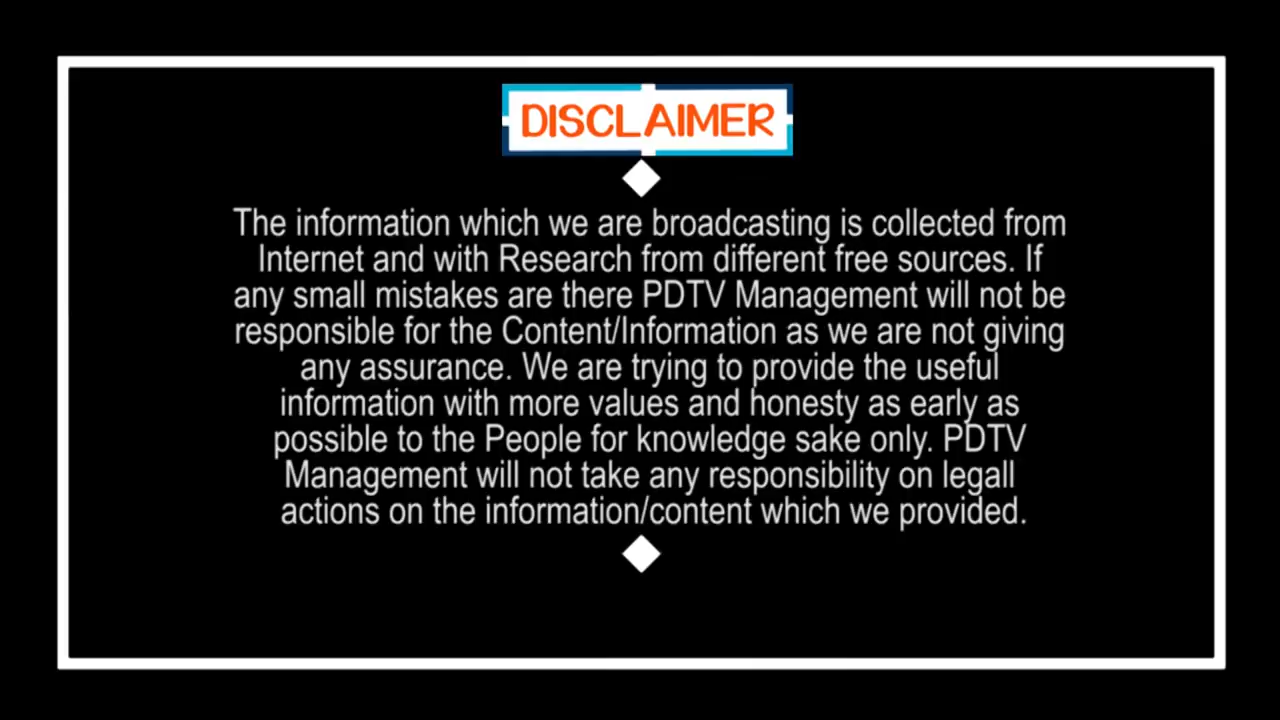 DISCLAIMER
The information which we are broadcasting is collected from
Internet and with Research from different free sources. If
any small mistakes are there PDTV Management will not be
responsible for the Content/Information as we are not giving
any assurance. We are trying to provide the useful
information with more values and honesty as early as
possible to the People for knowledge sake only. PDTV
Management will not take any responsibility on legall
actions on the information/content which we provided.